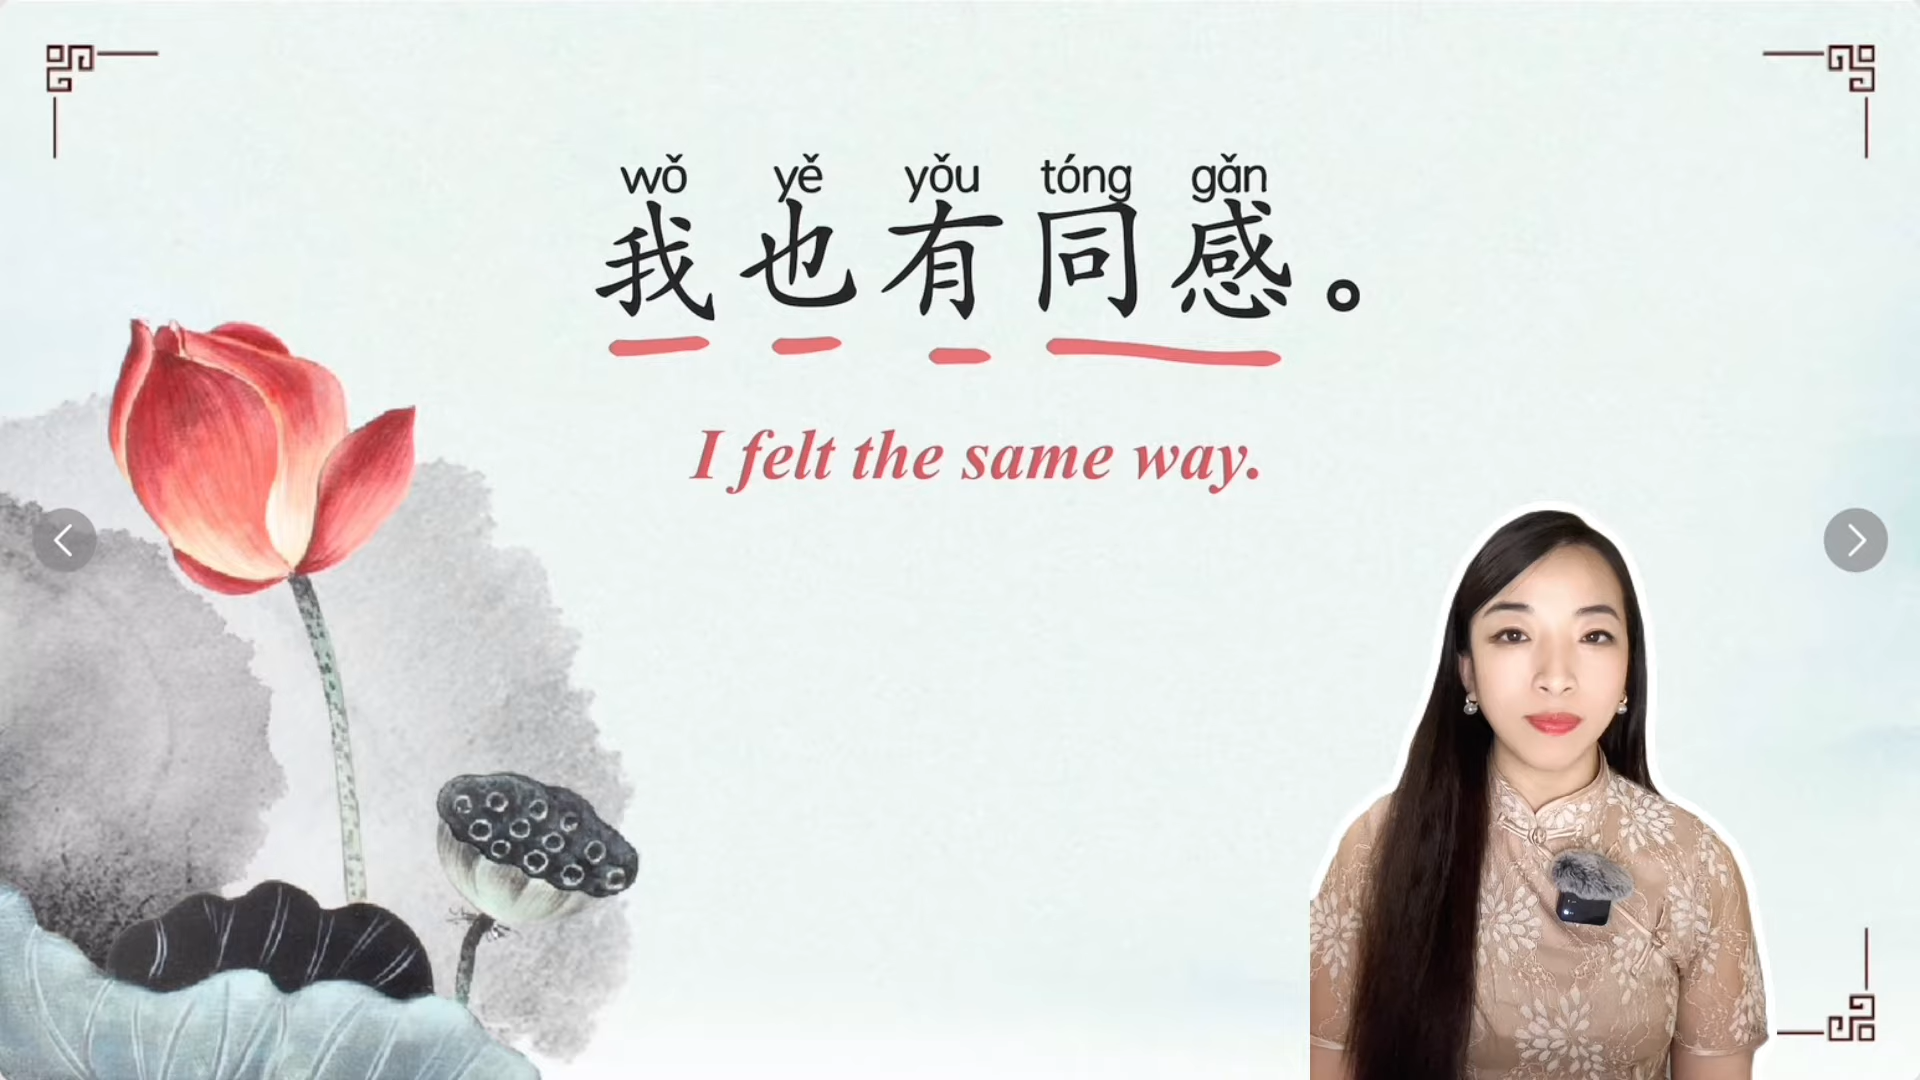 wǒ yě yǒu tóng gǎn
我也有同感。
I felt the same way.